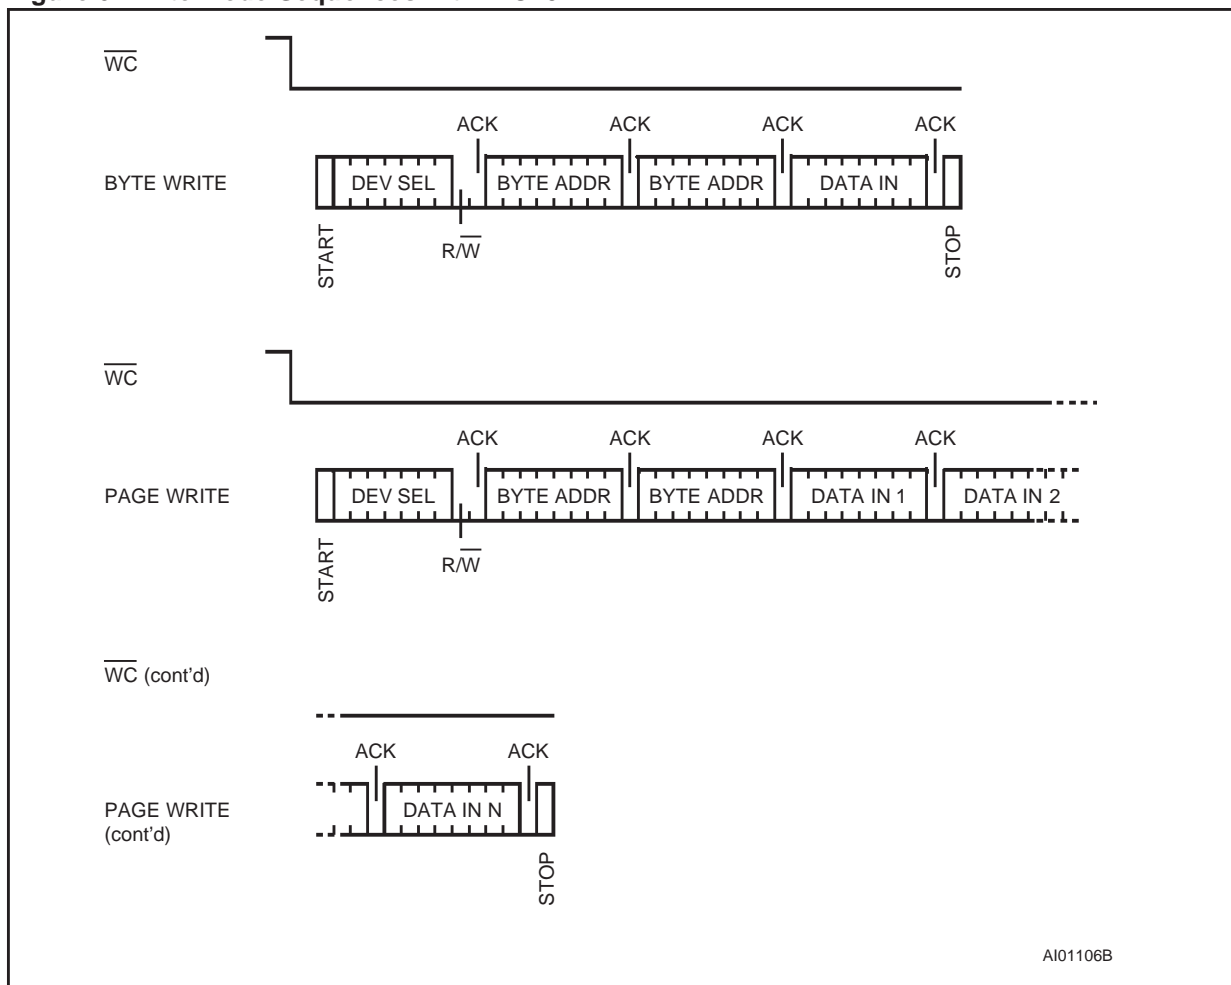 WC
ACK ACK ACK ACK
BYTE WRITE DEV SEL BYTE ADDR BYTE ADDR DATA IN
START R/W STOP
WC
ACK ACK ACK ACK
PAGE WRITE DEV SEL BYTE ADDR BYTE ADDR DATA IN 1 DATA IN 2
START R/W
WC (cont'd)
ACK ACK
PAGE WRITE DATA IN N
(cont'd)
STOP
AI01106B